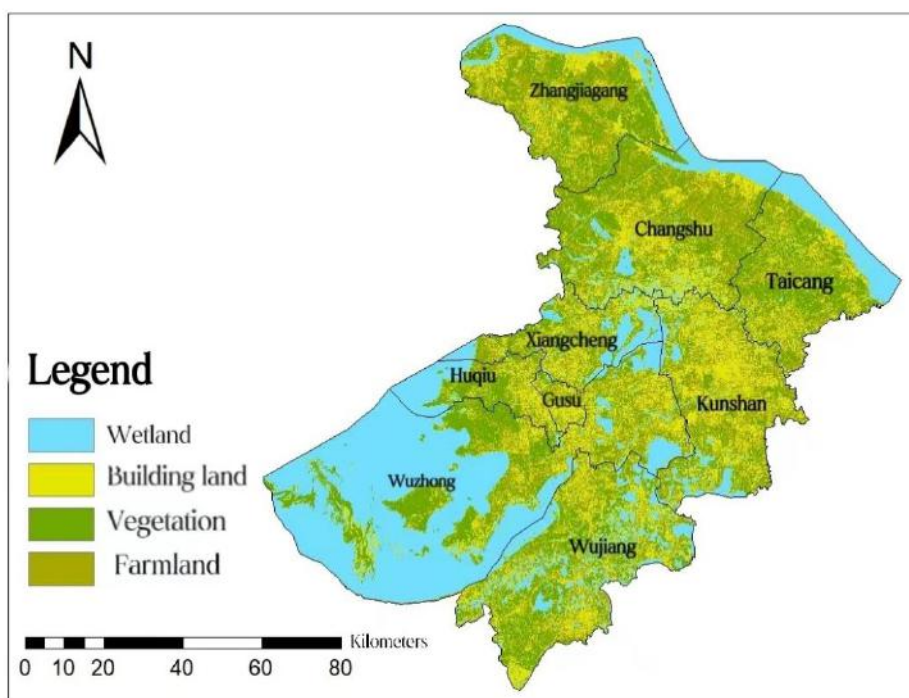 N
Zhangjiagang
Changshu
Taicang
Xiangcheng
Huqiu
Gusu
Kunshan
Wuzhong
Wujiang
Legend
Wetland
Building land
Vegetation
Farmland
Kilometers
0 10 20 40 60 80